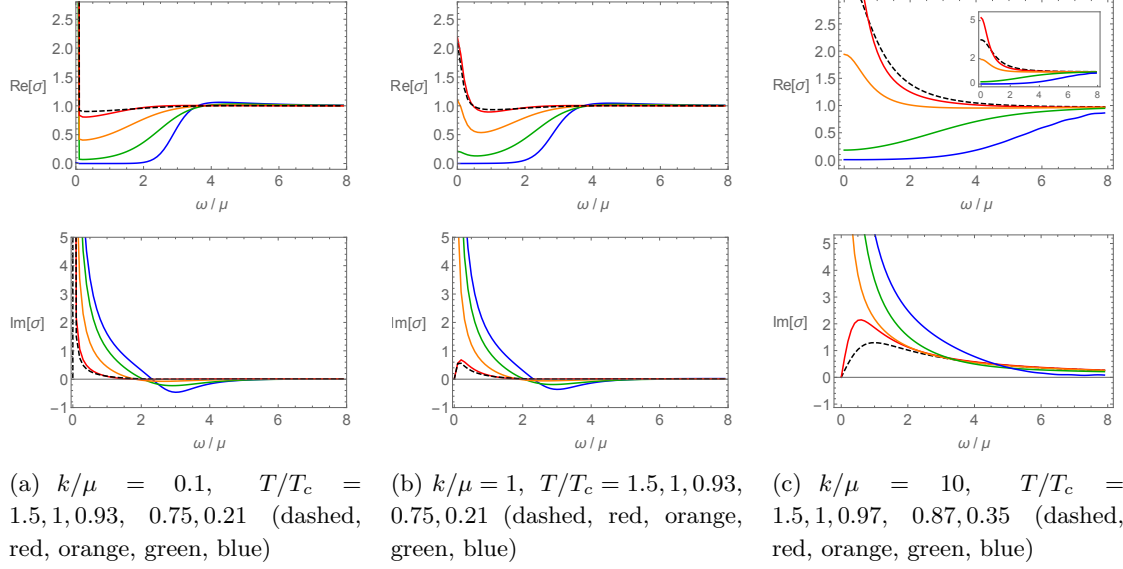 2.5
2.0
Re[σ] 1.5
1.0
0.5
0.0
0 2 4 6 8
ω / μ
2.5
2.0
Re[σ] 1.5
1.0
0.5
0.0
0 2 4 6 8
ω / μ
2.5
2.0
Re[σ] 1.5
1.0
0.5
0.0
0 2 4 6 8
ω / μ
5
3
0
0 2 4 6 8
5
4
3
Im[σ] 2
1
0
−1
0 2 4 6 8
ω / μ
5
4
3
Im[σ] 2
1
0
−1
0 2 4 6 8
ω / μ
5
4
3
Im[σ] 2
1
0
−1
0 2 4 6 8
ω / μ
(a) k/μ = 0.1, T/Tc =
1.5, 1, 0.93, 0.75, 0.21 (dashed,
red, orange, green, blue)
(b) k/μ = 1, T/Tc = 1.5, 1, 0.93,
0.75, 0.21 (dashed, red, orange,
green, blue)
(c) k/μ = 10, T/Tc =
1.5, 1, 0.97, 0.87, 0.35 (dashed,
red, orange, green, blue)